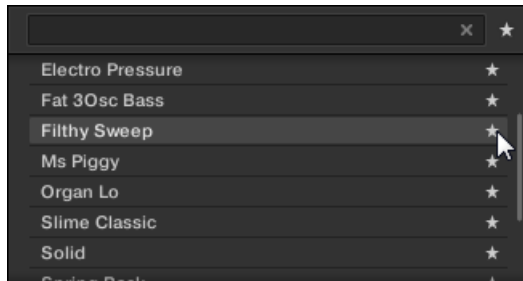 Electro Pressure
Fat 3Osc Bass
Filthy Sweep
Ms Piggy
Organ Lo
Slime Classic
Solid